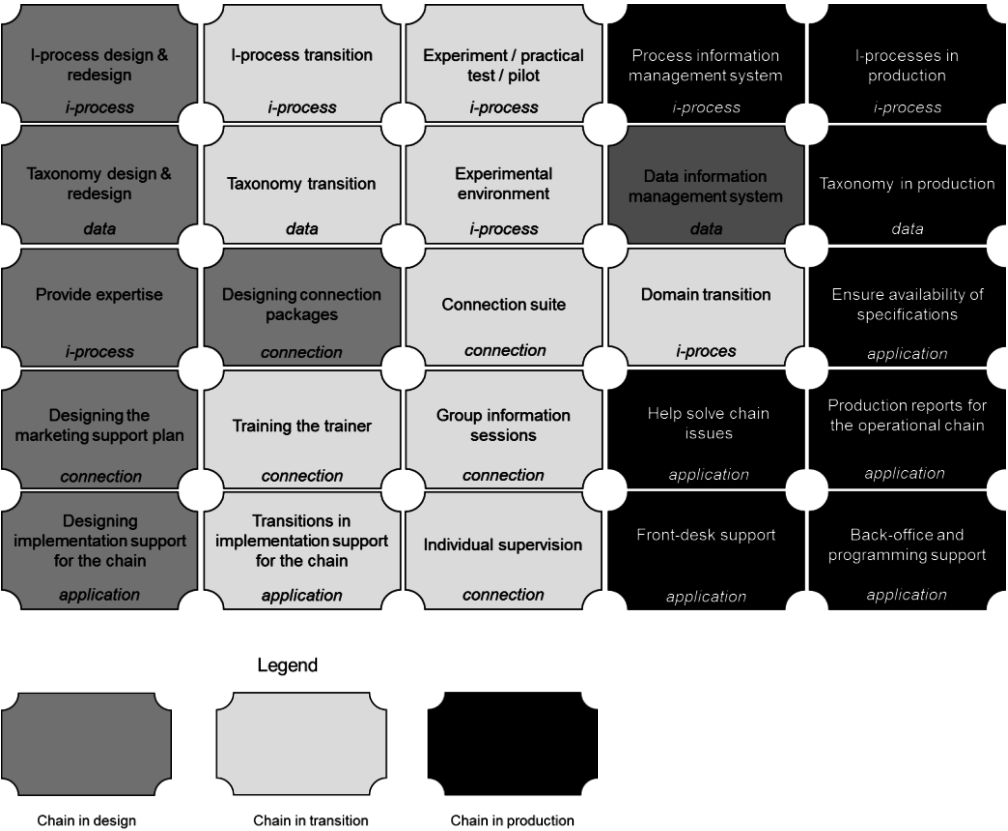 I-process design &
redesign
i-process
I-process transition
i-process
Experiment / practical
test / pilot
i-process
Process information
management system
i-process
I-processes in
production
i-process
Taxonomy design &
redesign
data
Taxonomy transition
data
Experimental
environment
i-process
Data information
management system
data
Taxonomy in production
data
Provide expertise
i-process
Designing connection
packages
connection
Connection suite
connection
Domain transition
i-proces
Ensure availability of
specifications
application
Designing the
marketing support plan
connection
Training the trainer
connection
Group information
sessions
connection
Help solve chain
issues
application
Production reports for
the operational chain
application
Designing
implementation support
for the chain
application
Transitions in
implementation support
for the chain
application
Individual supervision
connection
Front-desk support
application
Back-office and
programming support
application
Legend
Chain in design
Chain in transition
Chain in production